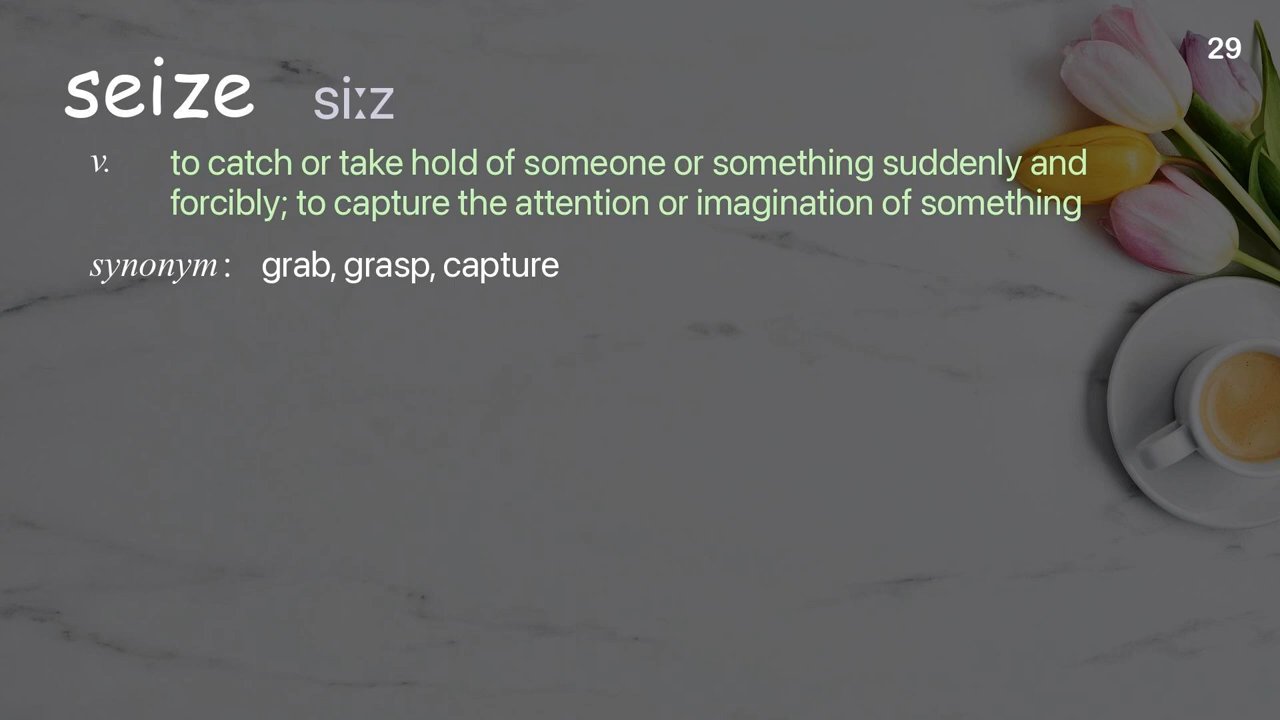 29
seize siːz
v. to catch or take hold of someone or something suddenly and
forcibly; to capture the attention or imagination of something
synonym: grab, grasp, capture